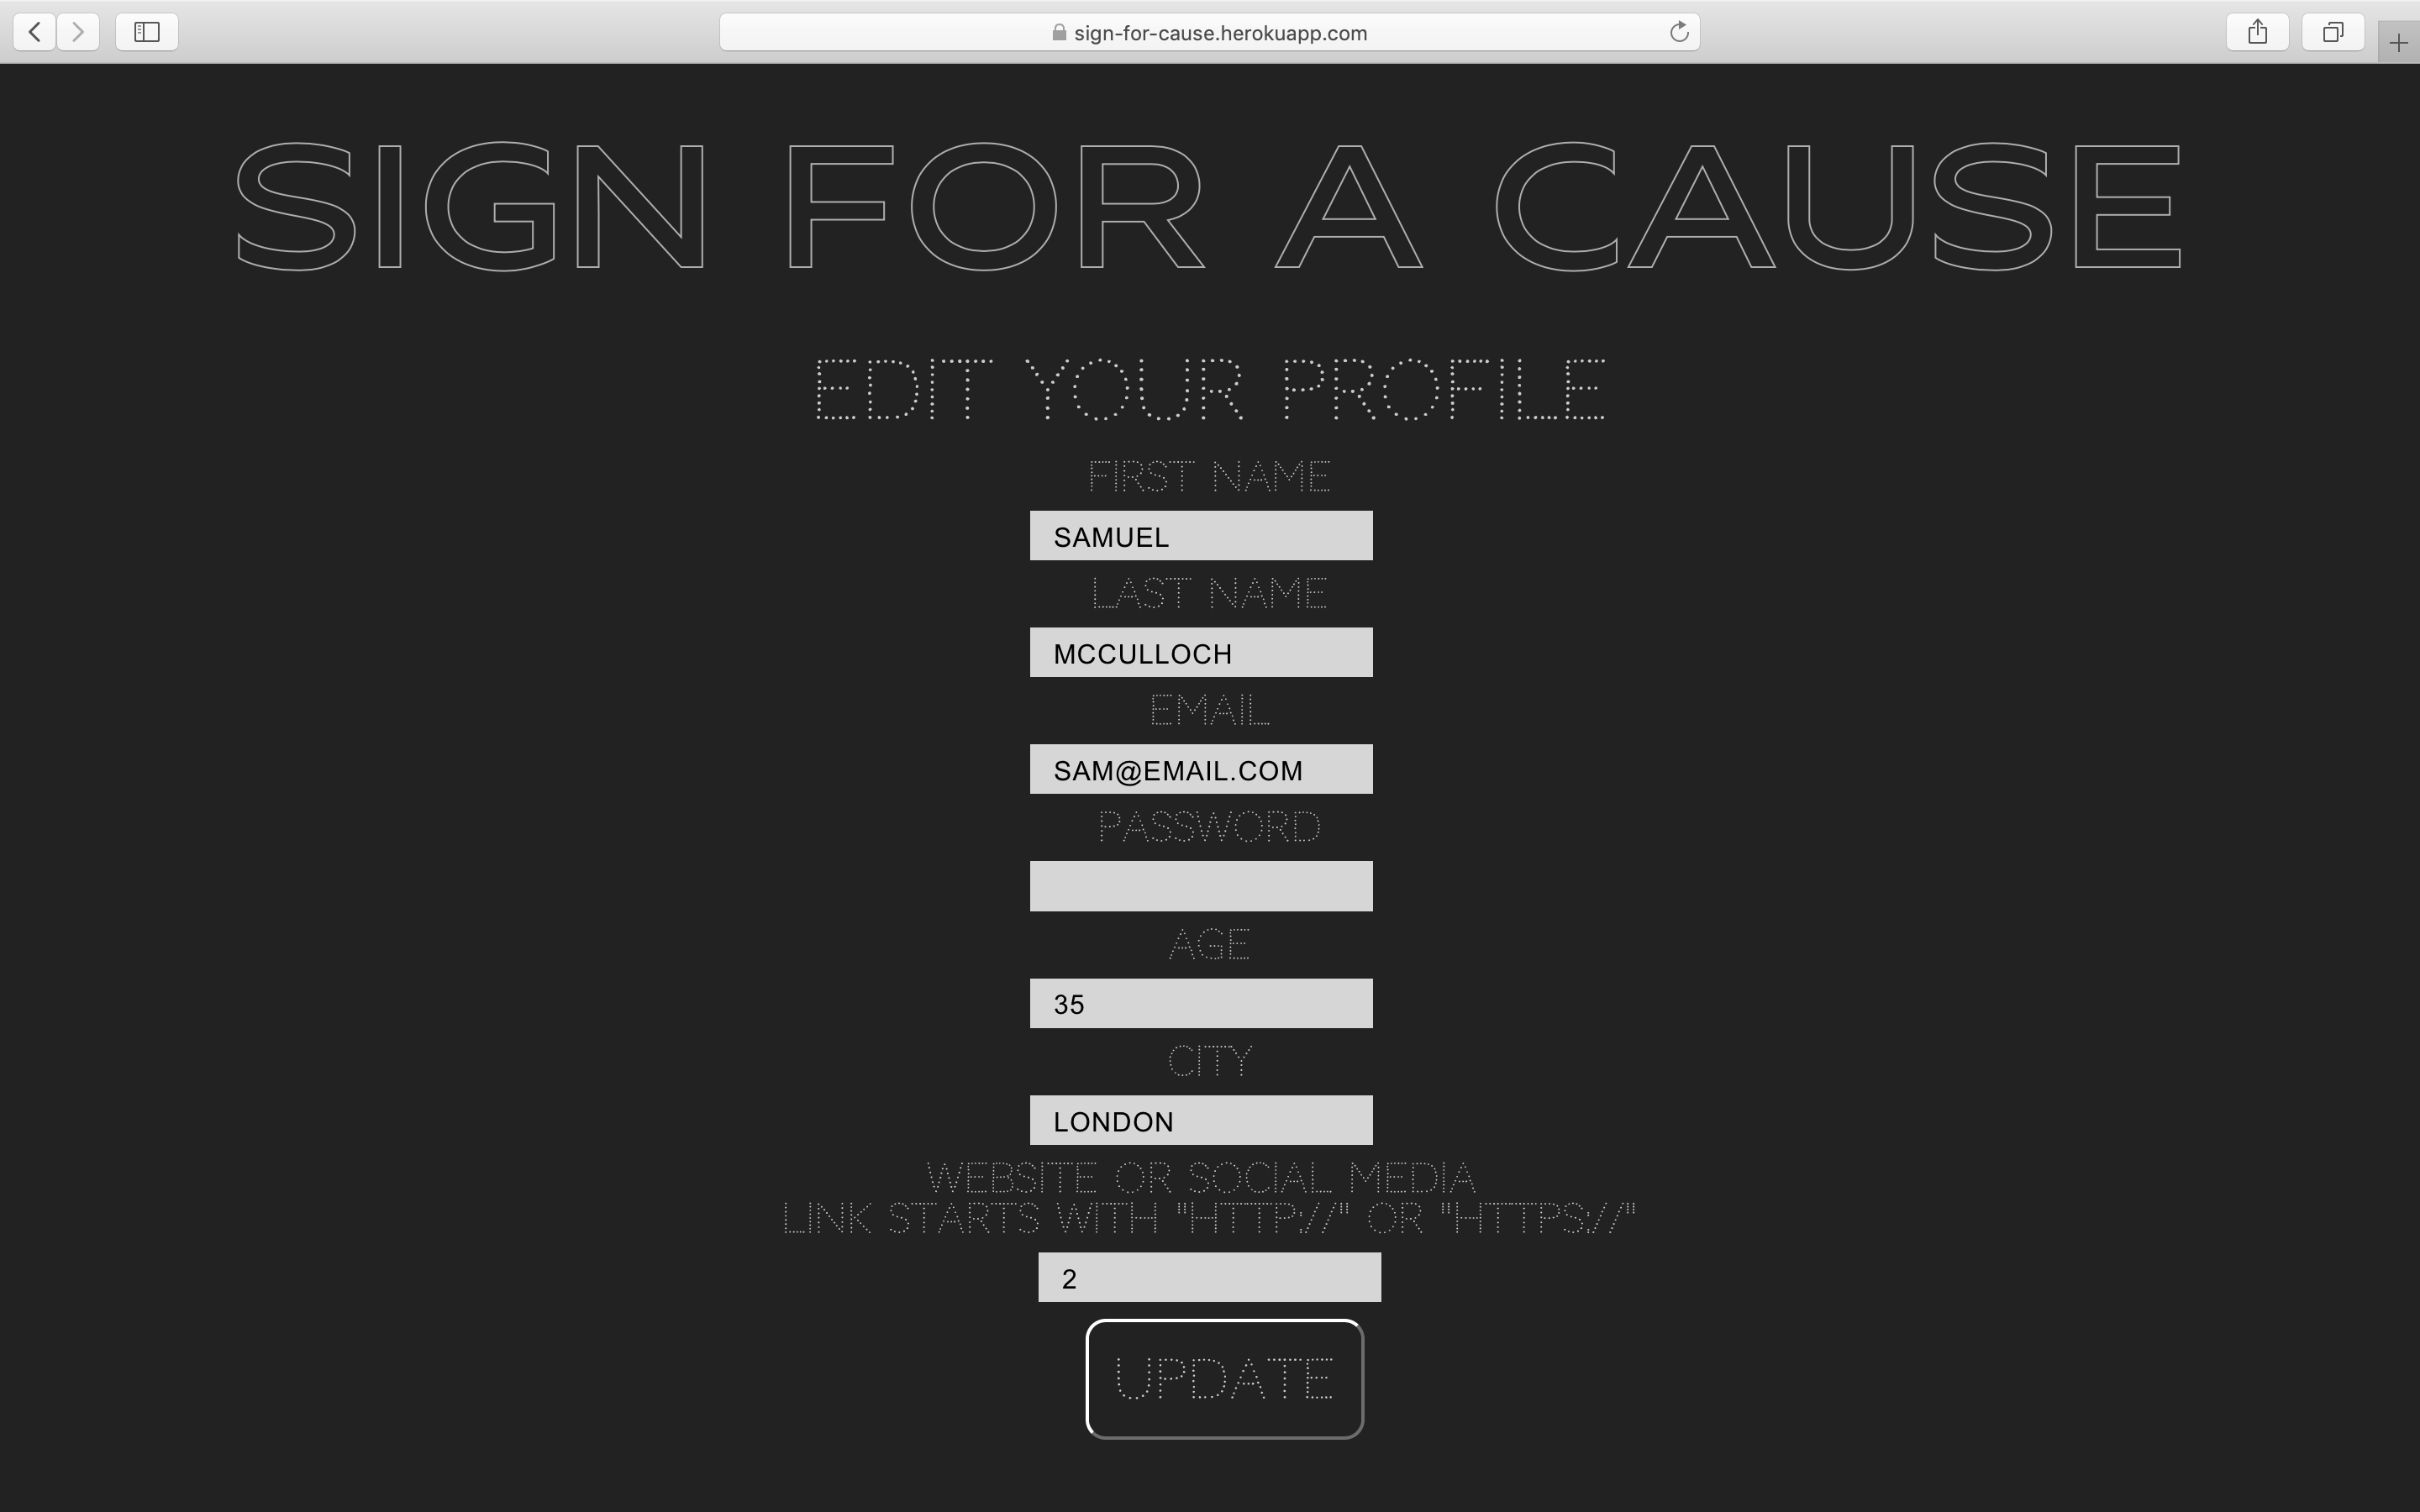 sign-for-cause.herokuapp.com
SIGN FOR A CAUSE
EDIT YOUR PROFILE
FIRST NAME
SAMUEL
LAST NAME
MCCULLOCH
EMAIL
SAM@EMAIL.COM
PASSWORD
AGE
35
CITY
LONDON
WEBSITE OR SOCIAL MEDIA
LINK STARTS WITH "HTTP://" OR "HTTPS://"
2
UPDATE